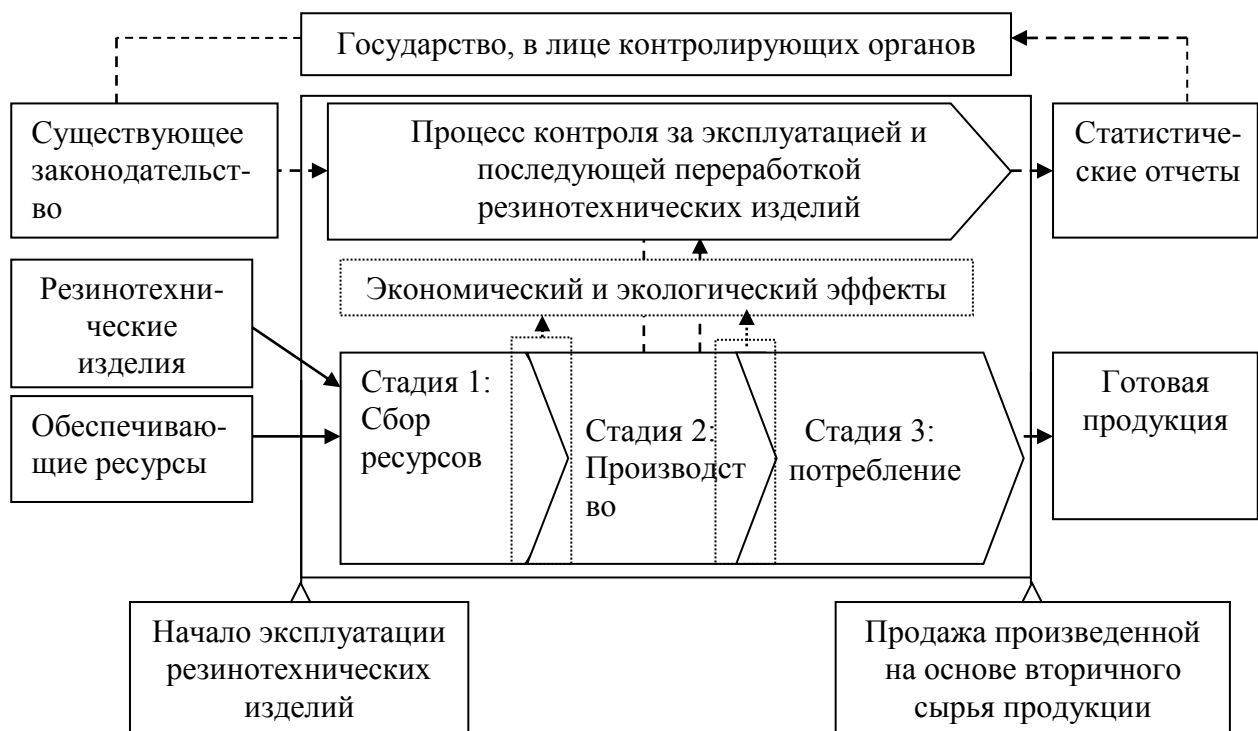 Государство, в лице контролирующих органов
Существующее
законодательст-
во
Процесс контроля за эксплуатацией и
последующей переработкой
резинотехнических изделий
Статистиче-
ские отчеты
Резинотехни-
ческие
изделия
Экономический и экологический эффекты
Обеспечиваю-
щие ресурсы
Стадия 1:
Сбор
ресурсов
Стадия 2:
Производст
во
Стадия 3:
потребление
Готовая
продукция
Начало эксплуатации
резинотехнических
изделий
Продажа произведенной
на основе вторичного
сырья продукции